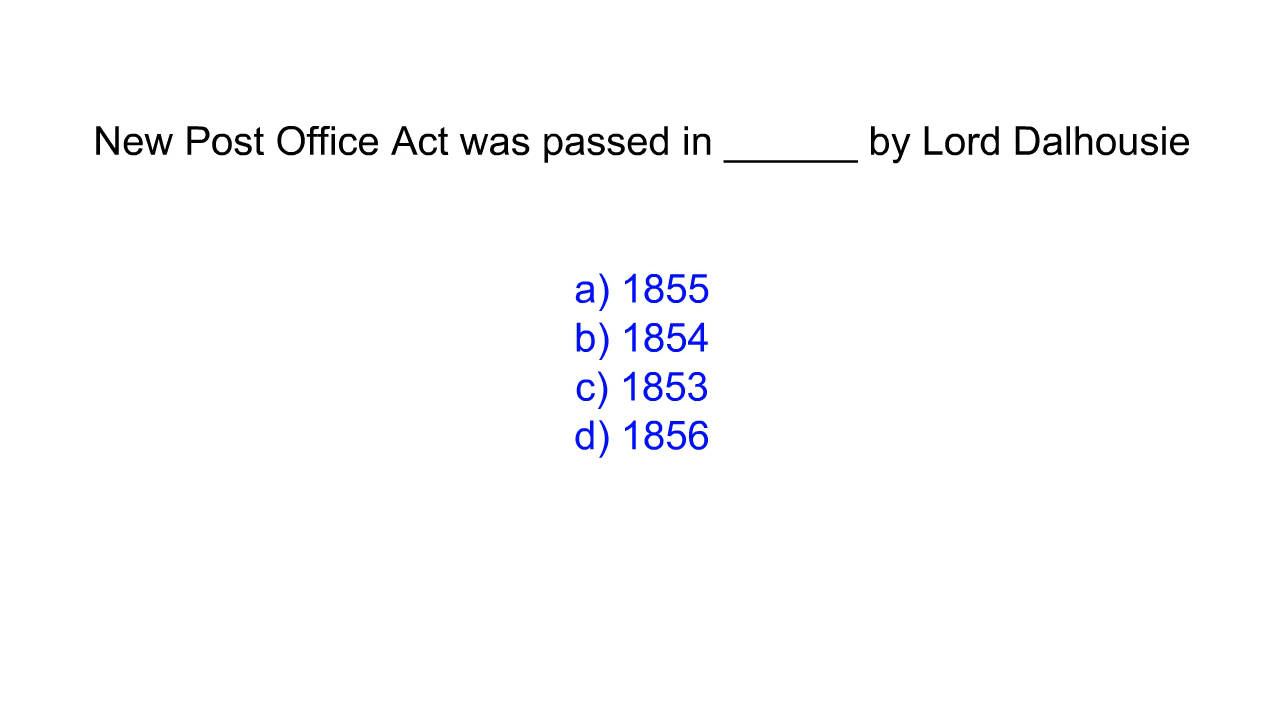 New Post Office Act was passed in ______ by Lord Dalhousie
a) 1855
b) 1854
c) 1853
d) 1856